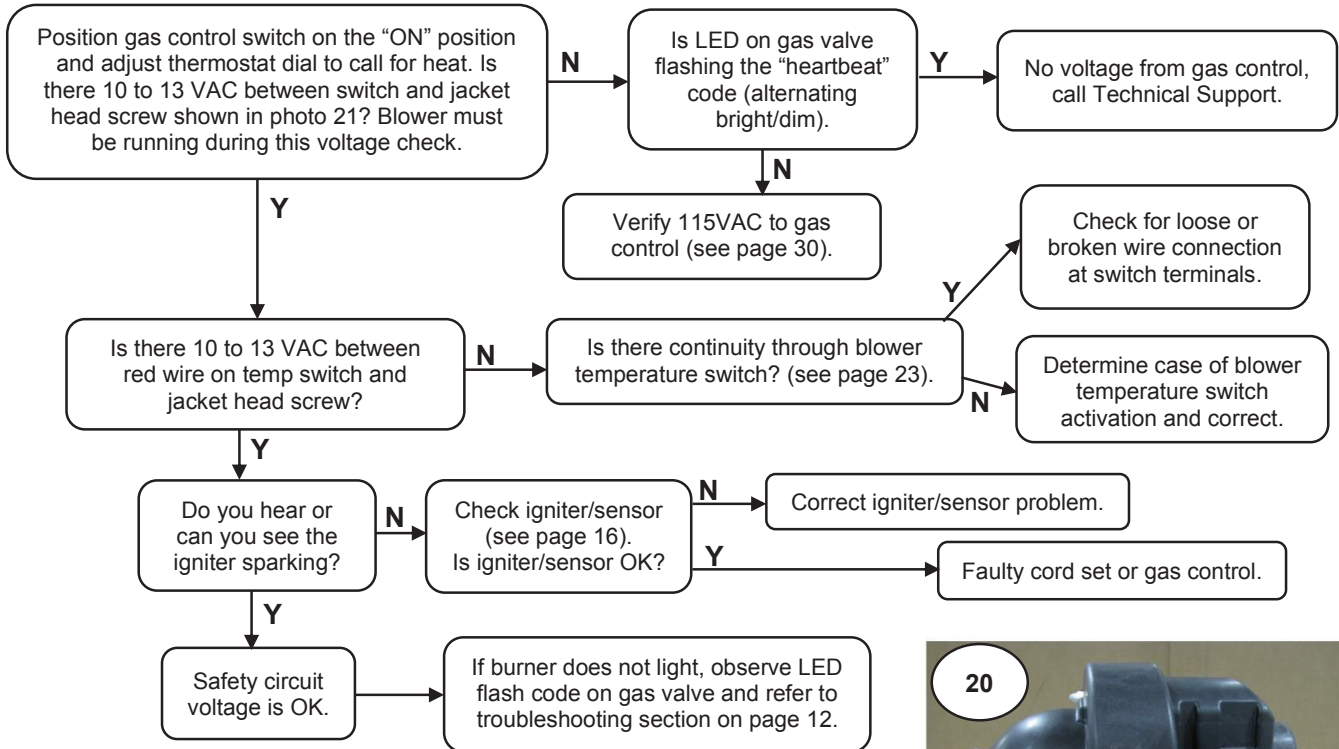 Position gas control switch on the “ON” position
and adjust thermostat dial to call for heat. Is
there 10 to 13 VAC between switch and jacket
head screw shown in photo 21? Blower must
be running during this voltage check.
N
Is LED on gas valve
flashing the “heartbeat”
code (alternating
bright/dim).
Y
No voltage from gas control,
call Technical Support.
N
Verify 115VAC to gas
control (see page 30).
Y
Is there 10 to 13 VAC between
red wire on temp switch and
jacket head screw?
N
Is there continuity through blower
temperature switch? (see page 23).
Y
Check for loose or
broken wire connection
at switch terminals.
N
Determine case of blower
temperature switch
activation and correct.
Y
Do you hear or
can you see the
igniter sparking?
N
Check igniter/sensor
(see page 16).
Is igniter/sensor OK?
N
Correct igniter/sensor problem.
Y
Faulty cord set or gas control.
Y
Safety circuit
voltage is OK.
If burner does not light, observe LED
flash code on gas valve and refer to
troubleshooting section on page 12.
20